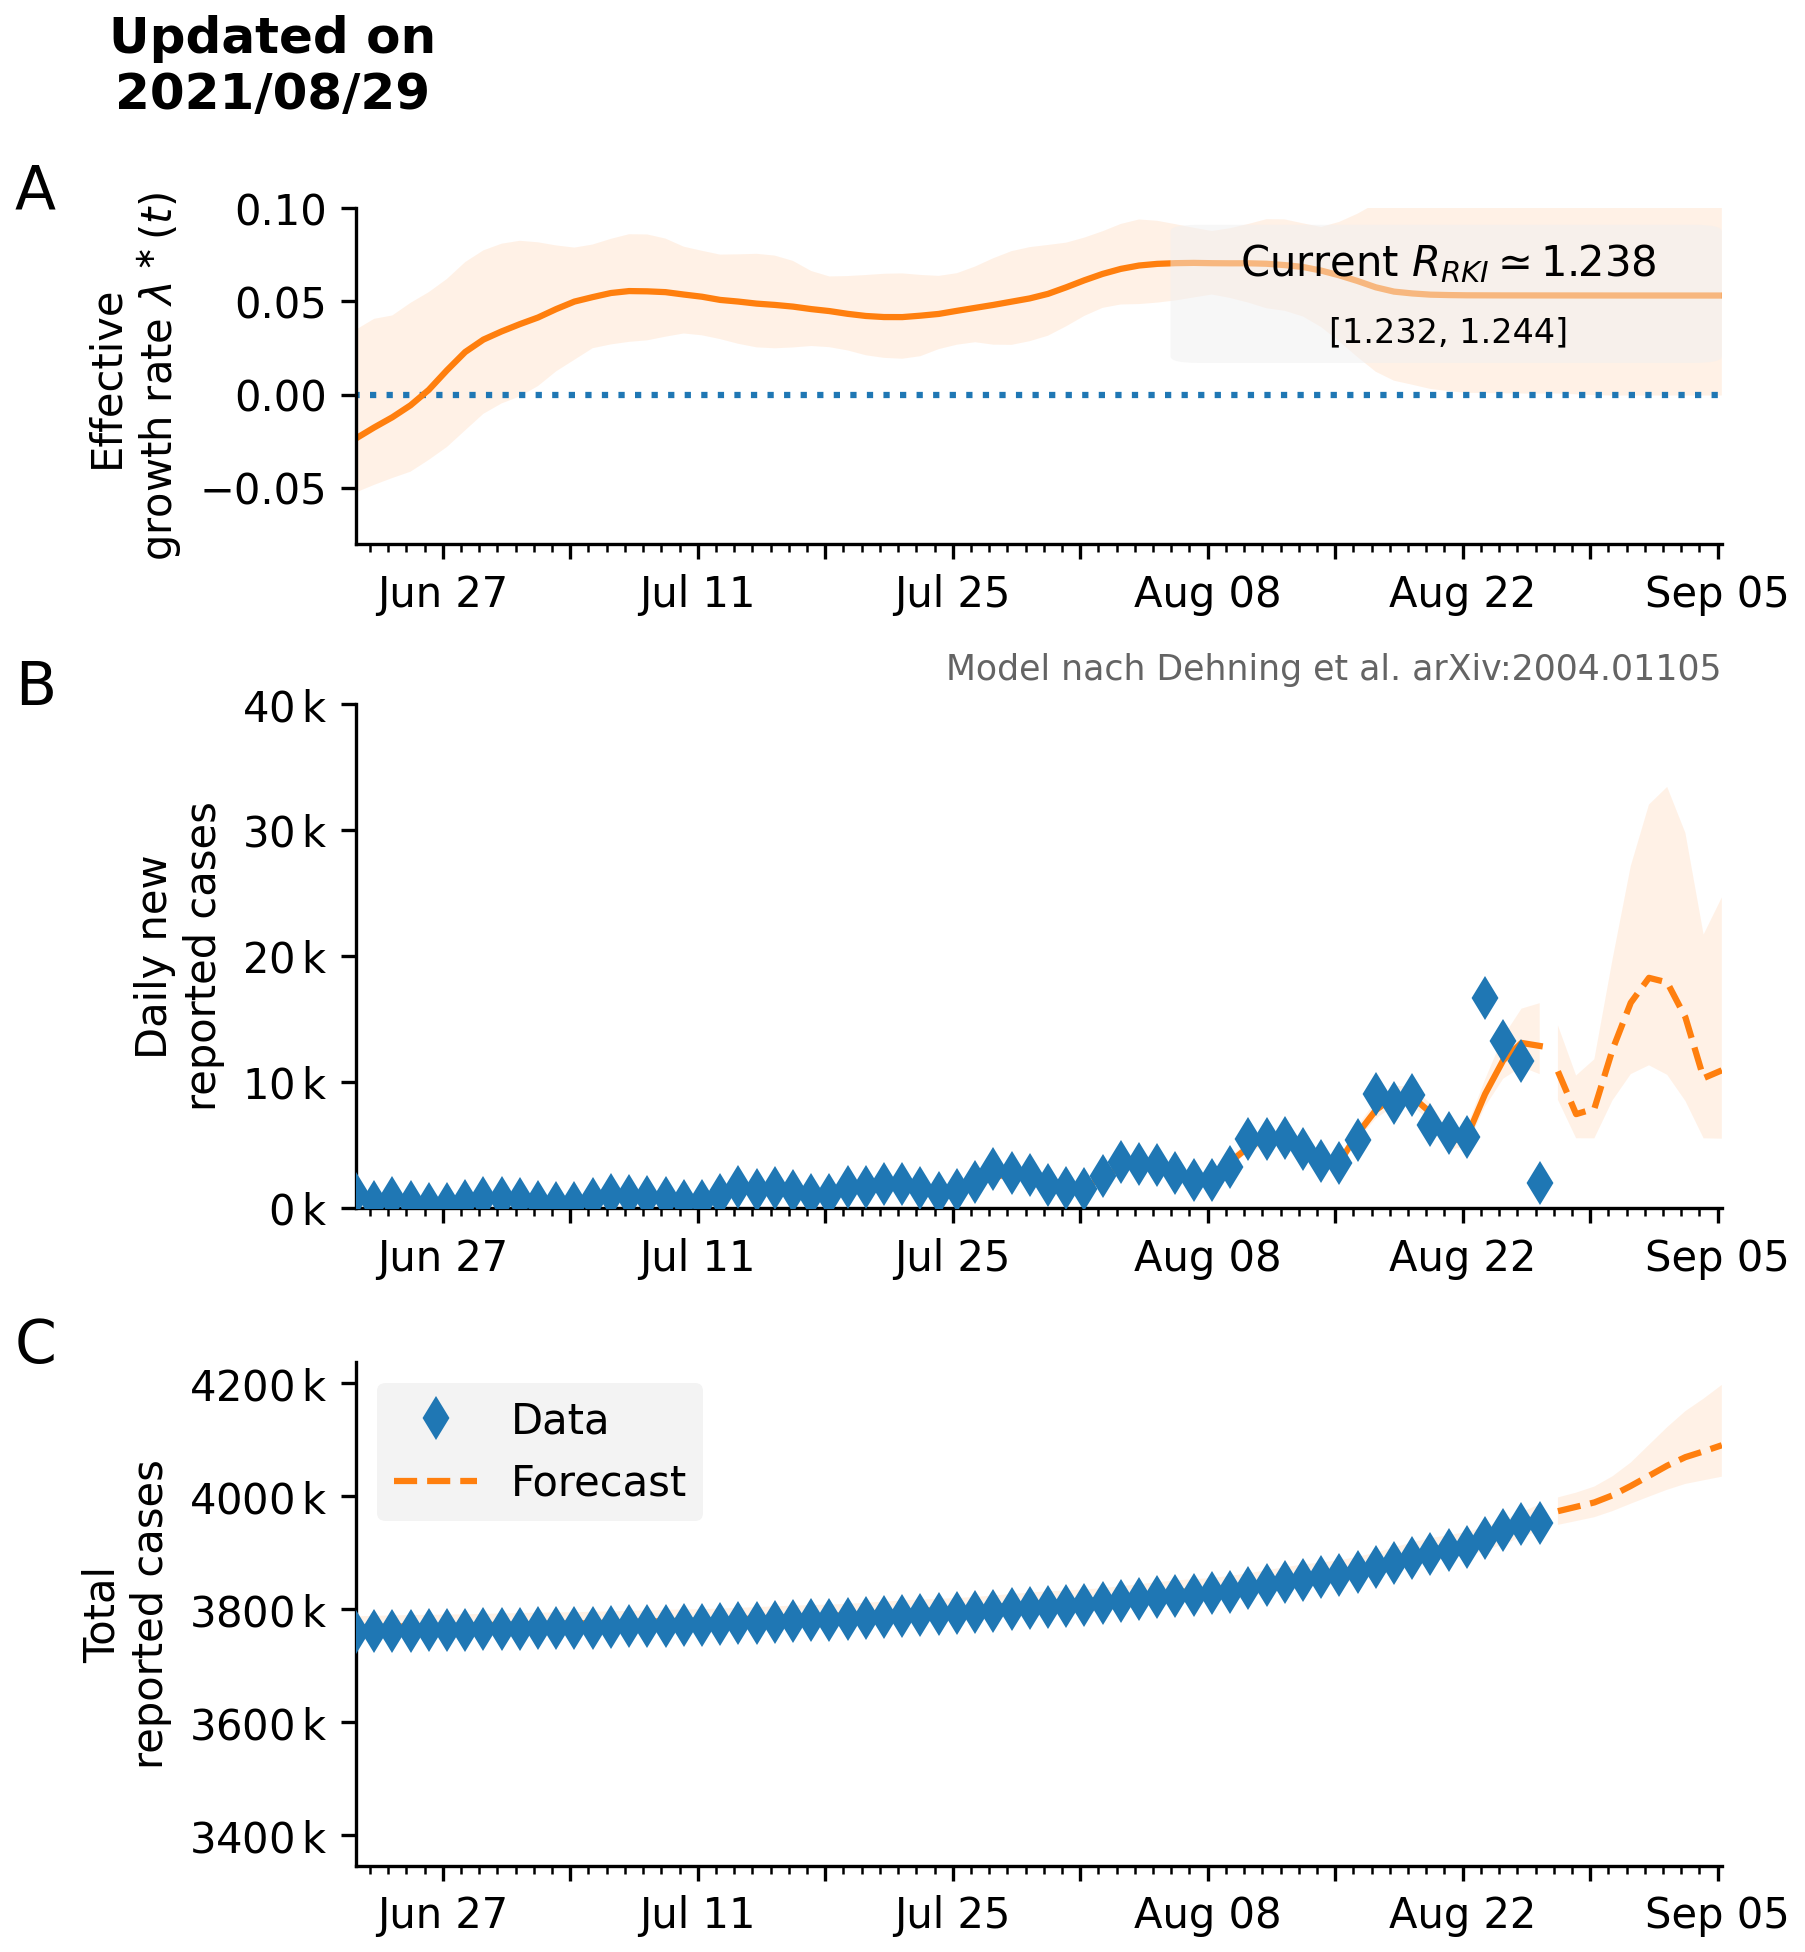 Updated on
2021/08/29
A
Effective
growth rate λ * (t)
0.10
0.05
0.00
−0.05
Current R_RKI ≃ 1.238
[1.232, 1.244]
Jun 27 Jul 11 Jul 25 Aug 08 Aug 22 Sep 05
Model nach Dehning et al. arXiv:2004.01105
B
Daily new
reported cases
40 k
30 k
20 k
10 k
0 k
Jun 27 Jul 11 Jul 25 Aug 08 Aug 22 Sep 05
C
Total
reported cases
4200 k
4000 k
3800 k
3600 k
3400 k
Data
Forecast
Jun 27 Jul 11 Jul 25 Aug 08 Aug 22 Sep 05